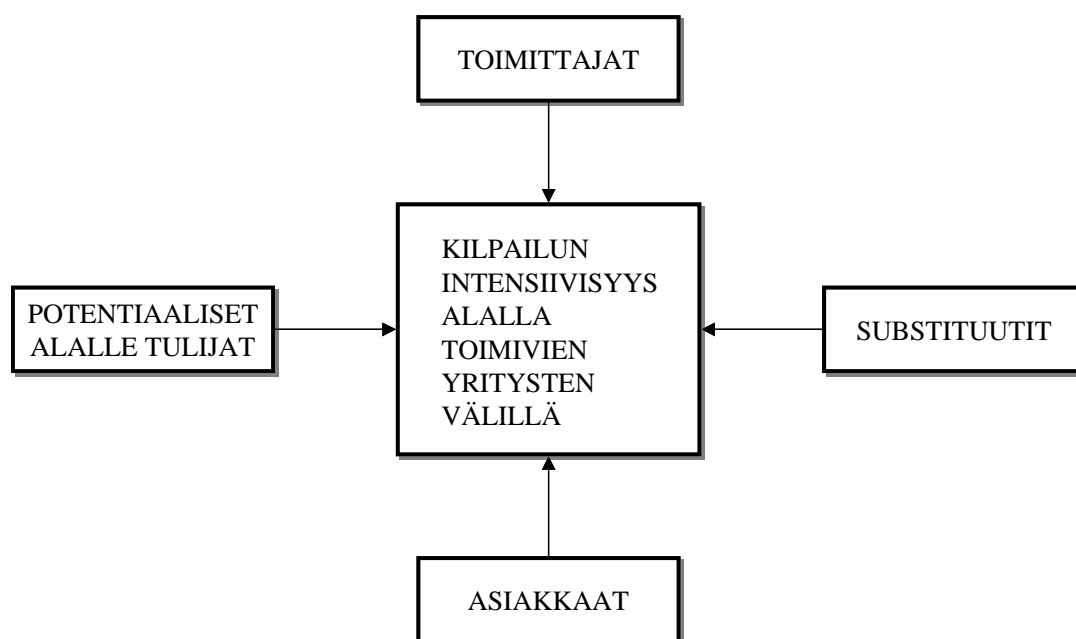 TOIMITTAJAT
POTENTIAALISET
ALALLE TULIJAT
KILPAILUN
INTENSIIVISYYS
ALALLA
TOIMIVIEN
YRITYSTEN
VÄLILLÄ
SUBSTITUUTIT
ASIAKKAAT